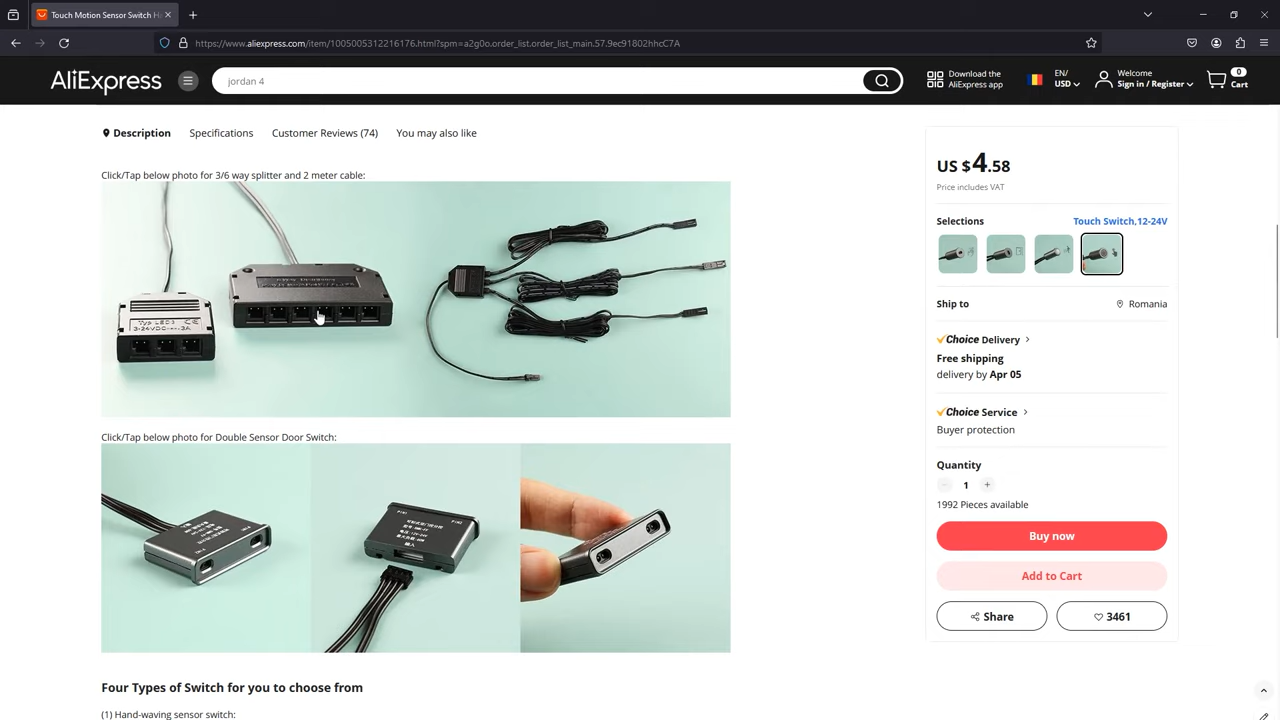 Touch Motion Sensor Switch H
https://www.aliexpress.com/item/1005005312216176.html?spm=a2g0o.order_list.order_list_main.57.9ec91802hhcC7A
AliExpress
jordan 4
Download the
AliExpress app
EN/
USD
Welcome
Sign in / Register
0
Cart
Description
Specifications
Customer Reviews (74)
You may also like
Click/Tap below photo for 3/6 way splitter and 2 meter cable:
Click/Tap below photo for Double Sensor Door Switch:
Four Types of Switch for you to choose from
(1) Hand-waving sensor switch:
US $4.58
Price includes VAT
Selections
Touch Switch,12-24V
Ship to
Romania
Choice Delivery
Free shipping
delivery by Apr 05
Choice Service
Buyer protection
Quantity
1
1992 Pieces available
Buy now
Add to Cart
Share
3461